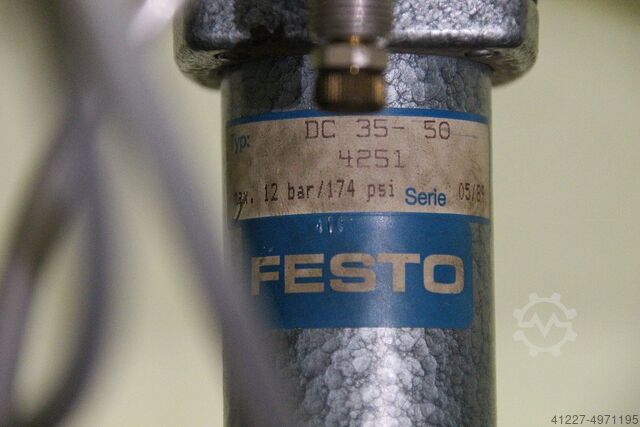 Typ: DC 35- 50
4251
max. 12 bar/174 psi Serie 05/89
FESTO
41227-4971195